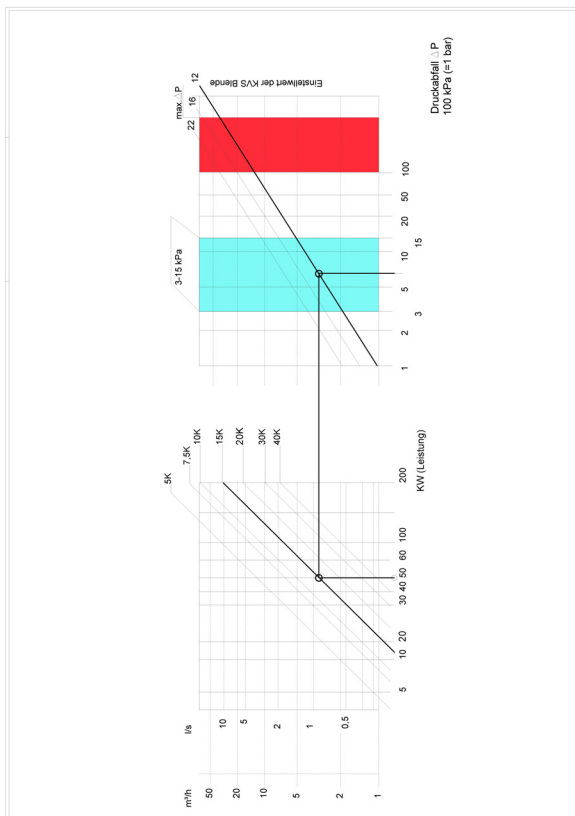 Einstellwert der KVS Blende
max. △P
12
16
22
3-15 kPa
100
50
20
15
10
5
3
2
1
Druckabfall △ P
100 kPa (=1 bar)
5K
7,5K
10K
15K
20K
30K
40K
200
100
60
50
40
30
20
10
5
KW (Leistung)
l/s
10
5
2
1
0,5
m³/h
50
20
10
5
2
1